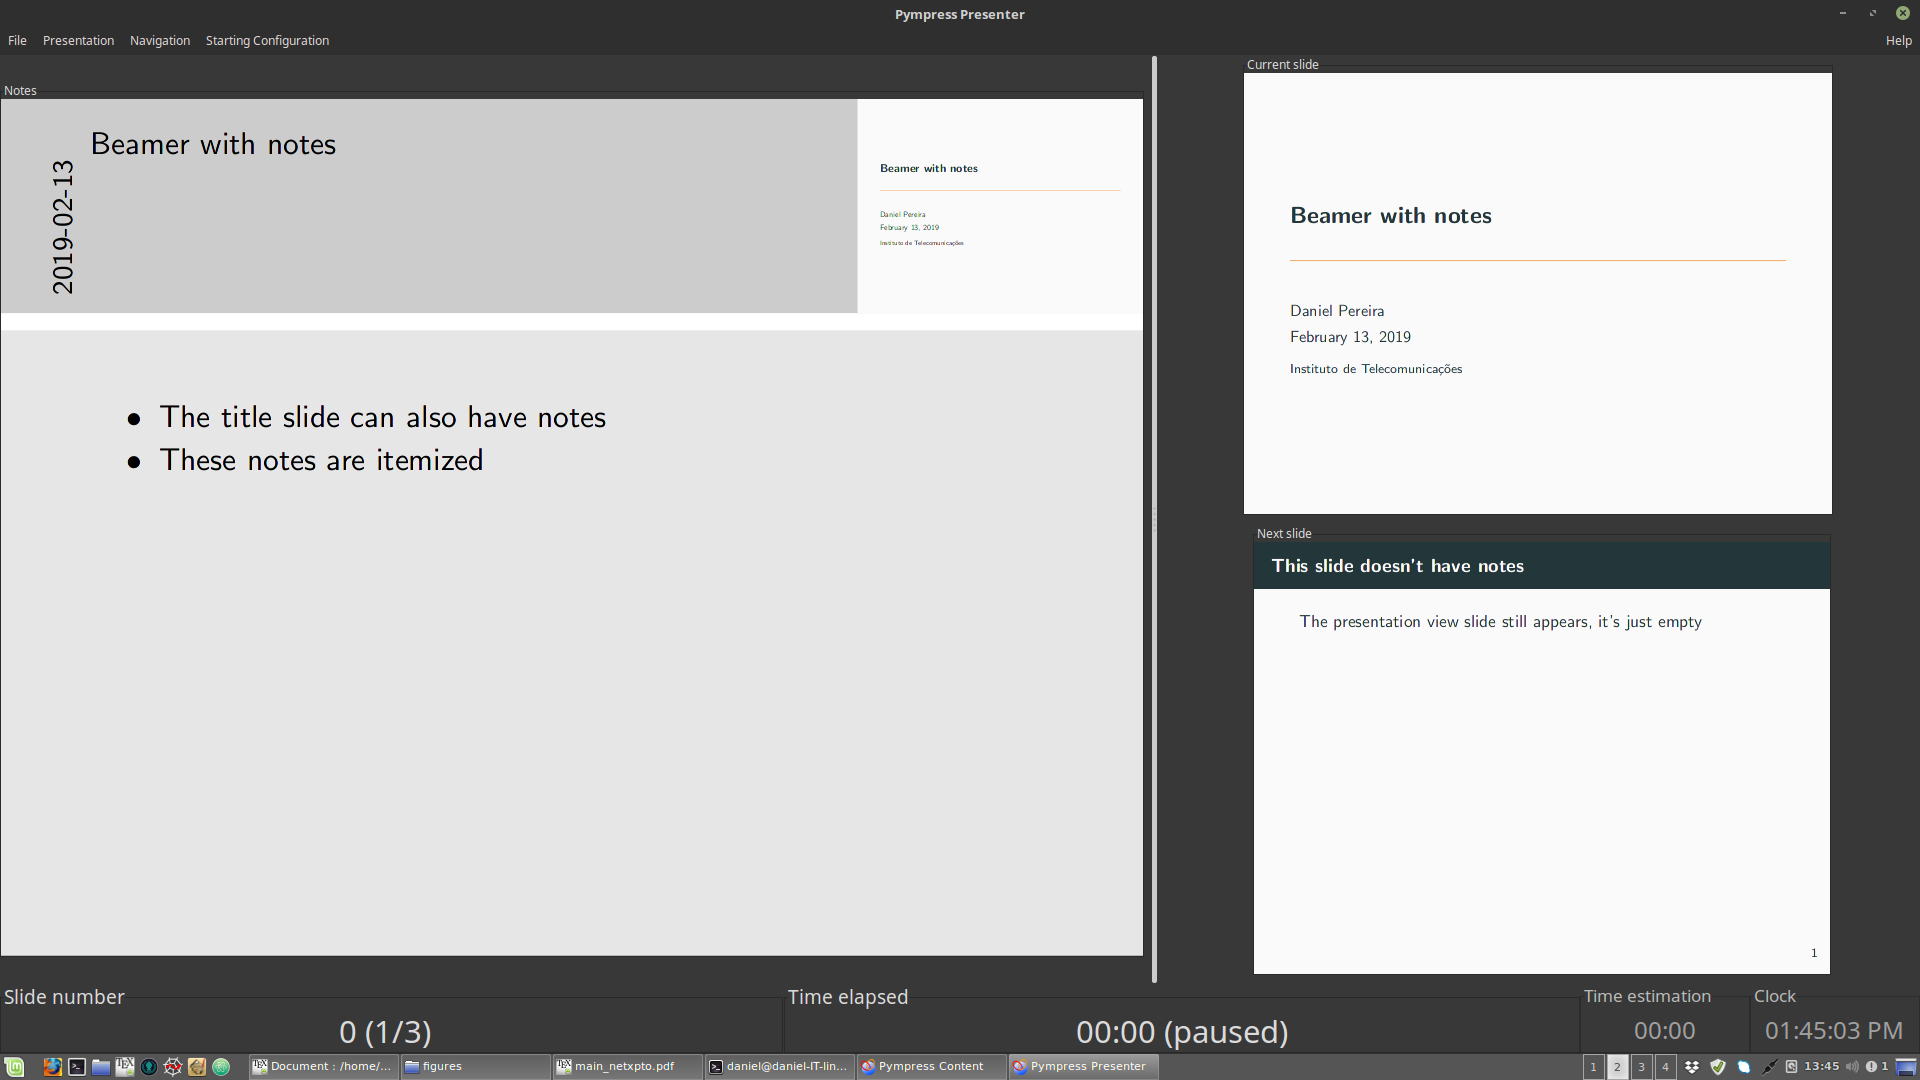 Pympress Presenter
File Presentation Navigation Starting Configuration Help
Notes
2019-02-13
Beamer with notes
Beamer with notes
Daniel Pereira
February 13, 2019
Instituto de Telecomunicações
• The title slide can also have notes
• These notes are itemized
Current slide
Beamer with notes
Daniel Pereira
February 13, 2019
Instituto de Telecomunicações
Next slide
This slide doesn't have notes
The presentation view slide still appears, it's just empty
1
Slide number
0 (1/3)
Time elapsed
00:00 (paused)
Time estimation
00:00
Clock
01:45:03 PM
Document : /home/...
figures
main_netxpto.pdf
daniel@daniel-IT-lin...
Pympress Content
Pympress Presenter
1 2 3 4
13:45
1